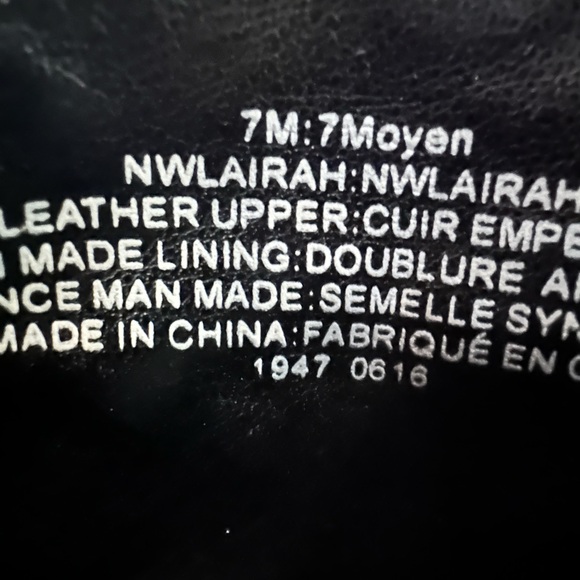 7M:7Moyen
NWLAIRAH:NWLAIRAH
LEATHER UPPER:CUIR EMPE
MADE LINING:DOUBLURE
NCE MAN MADE:SEMELLE SYN
MADE IN CHINA:FABRIQUÉ EN C
1947 0616